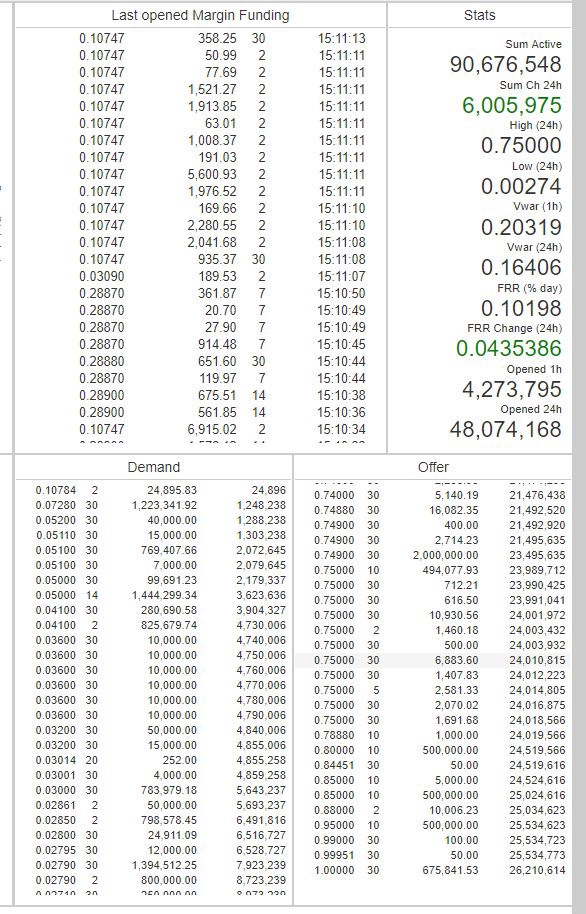 Last opened Margin Funding
0.10747 358.25 30 15:11:13
0.10747 50.99 2 15:11:11
0.10747 77.69 2 15:11:11
0.10747 1,521.27 2 15:11:11
0.10747 1,913.85 2 15:11:11
0.10747 63.01 2 15:11:11
0.10747 1,008.37 2 15:11:11
0.10747 191.03 2 15:11:11
0.10747 5,600.93 2 15:11:11
0.10747 1,976.52 2 15:11:11
0.10747 169.66 2 15:11:10
0.10747 2,280.55 2 15:11:10
0.10747 2,041.68 2 15:11:08
0.10747 935.37 30 15:11:08
0.03090 189.53 2 15:11:07
0.28870 361.87 7 15:10:50
0.28870 20.70 7 15:10:49
0.28870 27.90 7 15:10:49
0.28870 914.48 7 15:10:45
0.28880 651.60 30 15:10:44
0.28870 119.97 7 15:10:44
0.28900 675.51 14 15:10:38
0.28900 561.85 14 15:10:36
0.10747 6,915.02 2 15:10:34
Stats
Sum Active
90,676,548
Sum Ch 24h
6,005,975
High (24h)
0.75000
Low (24h)
0.00274
Vwar (1h)
0.20319
Vwar (24h)
0.16406
FRR (% day)
0.10198
FRR Change (24h)
0.0435386
Opened 1h
4,273,795
Opened 24h
48,074,168
Demand
0.10784 2 24,895.83 24,896
0.07280 30 1,223,341.92 1,248,238
0.05200 30 40,000.00 1,288,238
0.05110 30 15,000.00 1,303,238
0.05100 30 769,407.66 2,072,645
0.05100 30 7,000.00 2,079,645
0.05000 30 99,691.23 2,179,337
0.05000 14 1,444,299.34 3,623,636
0.04100 30 280,690.58 3,904,327
0.04100 2 825,679.74 4,730,006
0.03600 30 10,000.00 4,740,006
0.03600 30 10,000.00 4,750,006
0.03600 30 10,000.00 4,760,006
0.03600 30 10,000.00 4,770,006
0.03600 30 10,000.00 4,780,006
0.03600 30 10,000.00 4,790,006
0.03200 30 50,000.00 4,840,006
0.03200 30 15,000.00 4,855,006
0.03014 20 252.00 4,855,258
0.03001 30 4,000.00 4,859,258
0.03000 30 783,979.18 5,643,237
0.02861 2 50,000.00 5,693,237
0.02850 2 798,578.45 6,491,816
0.02800 30 24,911.09 6,516,727
0.02795 30 12,000.00 6,528,727
0.02790 30 1,394,512.25 7,923,239
0.02790 2 800,000.00 8,723,239
Offer
0.74000 30 5,140.19 21,476,438
0.74880 30 16,082.35 21,492,520
0.74900 30 400.00 21,492,920
0.74900 30 2,714.23 21,495,635
0.74900 30 2,000,000.00 23,495,635
0.75000 10 494,077.93 23,989,712
0.75000 30 712.21 23,990,425
0.75000 30 616.50 23,991,041
0.75000 30 10,930.56 24,001,972
0.75000 2 1,460.18 24,003,432
0.75000 30 500.00 24,003,932
0.75000 30 6,883.60 24,010,815
0.75000 30 1,407.83 24,012,223
0.75000 5 2,581.33 24,014,805
0.75000 30 2,070.02 24,016,875
0.75000 30 1,691.68 24,018,566
0.78880 10 1,000.00 24,019,566
0.80000 10 500,000.00 24,519,566
0.84451 30 50.00 24,519,616
0.85000 10 5,000.00 24,524,616
0.85000 10 500,000.00 25,024,616
0.88000 2 10,006.23 25,034,623
0.95000 10 500,000.00 25,534,623
0.99000 30 100.00 25,534,723
0.99951 30 50.00 25,534,773
1.00000 30 675,841.53 26,210,614